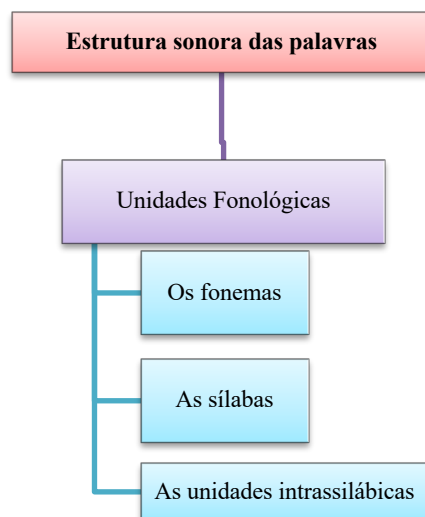 Estrutura sonora das palavras
Unidades Fonológicas
Os fonemas
As sílabas
As unidades intrassilábicas